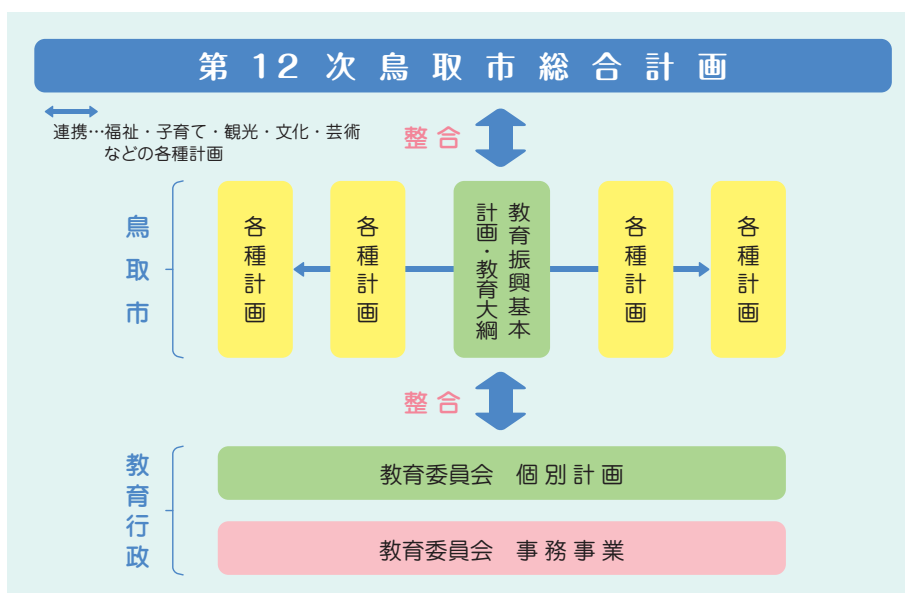 第12次鳥取市総合計画
連携…福祉・子育て・観光・文化・芸術
などの各種計画
整合
鳥取市
各種計画
各種計画
教育振興基本
計画・教育大綱
各種計画
各種計画
整合
教育行政
教育委員会　個別計画
教育委員会　事務事業